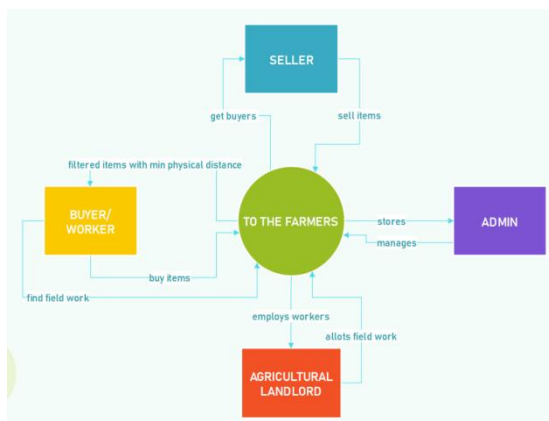 SELLER
get buyers
sell items
filtered items with min physical distance
BUYER/
WORKER
TO THE FARMERS
stores
ADMIN
manages
buy items
find field work
employs workers
allots field work
AGRICULTURAL
LANDLORD